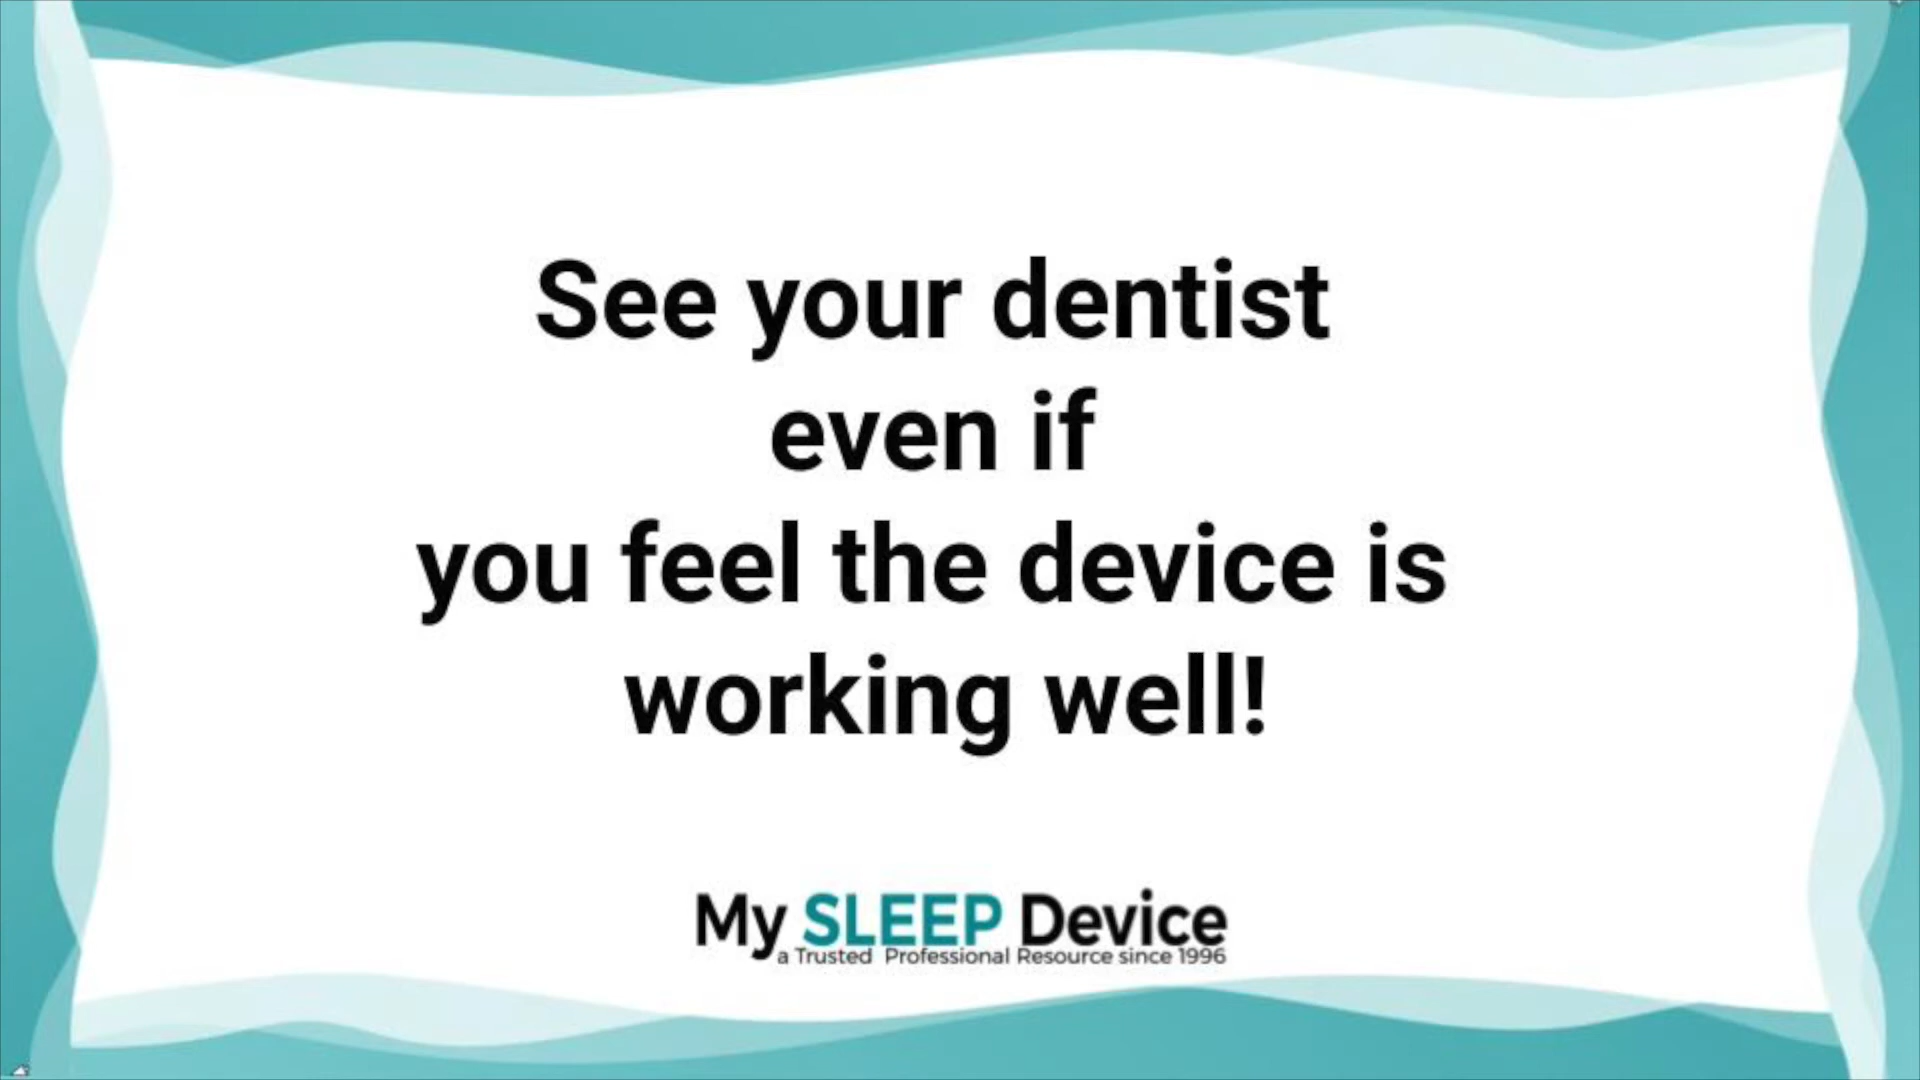 See your dentist
even if
you feel the device is
working well!
My SLEEP Device
a Trusted Professional Resource since 1996